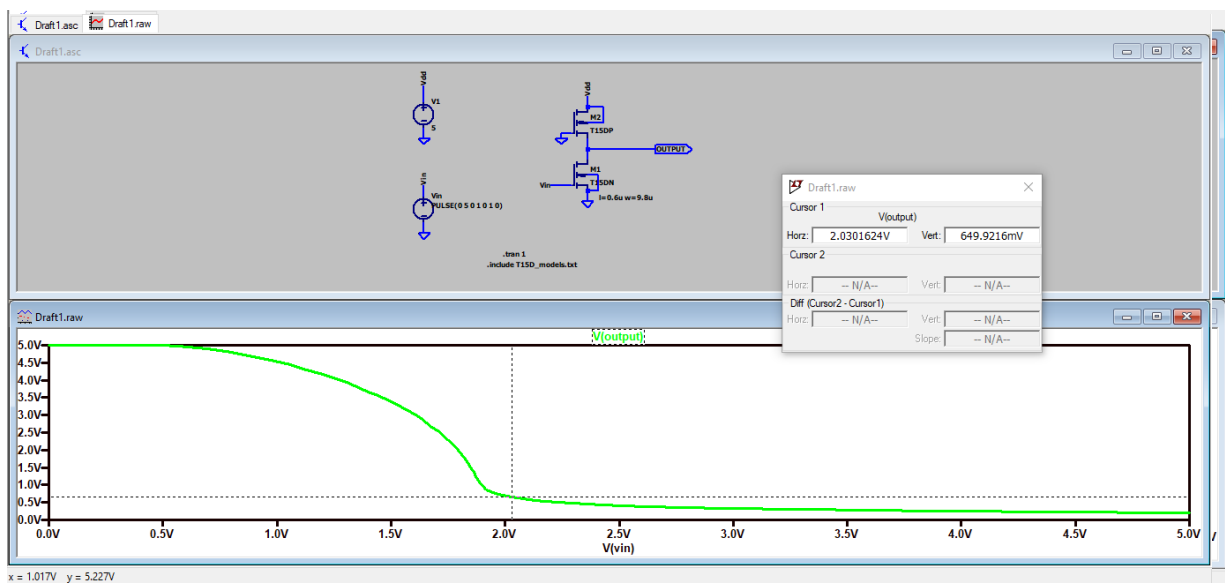 Draft1.asc Draft1.raw
Draft1.asc
Vdd
V1
5
Vdd
M2
T15DP
OUTPUT
M1
T15DN
Vin
l=0.6u w=9.8u
Vin
Vin
PULSE(0 5 0 1 0 1 0)
.tran 1
.include T15D_models.txt
Draft1.raw
Cursor 1
V(output)
Horz: 2.0301624V Vert: 649.9216mV
Cursor 2
Horz: -- N/A-- Vert: -- N/A--
Diff (Cursor2 - Cursor1)
Horz: -- N/A-- Vert: -- N/A--
Slope: -- N/A--
Draft1.raw
V(output)
5.0V
4.5V
4.0V
3.5V
3.0V
2.5V
2.0V
1.5V
1.0V
0.5V
0.0V
0.0V 0.5V 1.0V 1.5V 2.0V 2.5V 3.0V 3.5V 4.0V 4.5V 5.0V
V(vin)
x = 1.017V y = 5.227V